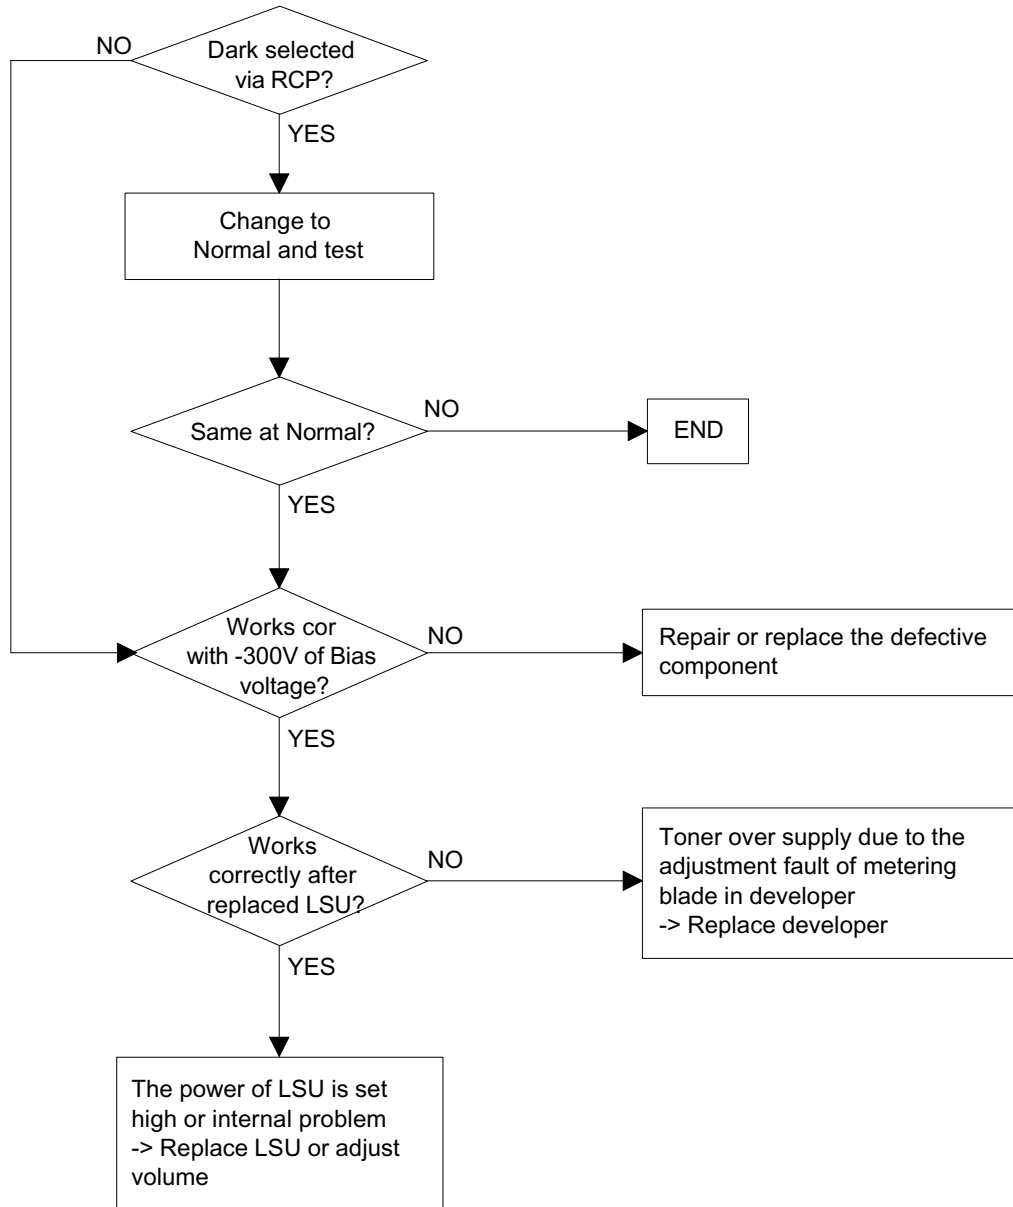 NO
Dark selected
via RCP?
YES
Change to
Normal and test
Same at Normal?
NO
END
YES
Works cor
with -300V of Bias
voltage?
NO
Repair or replace the defective
component
YES
Works
correctly after
replaced LSU?
NO
Toner over supply due to the
adjustment fault of metering
blade in developer
-> Replace developer
YES
The power of LSU is set
high or internal problem
-> Replace LSU or adjust
volume